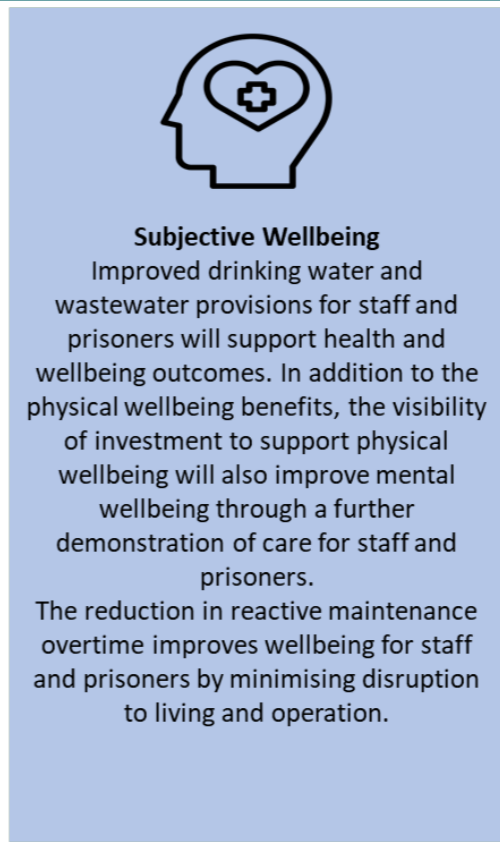 Subjective Wellbeing
Improved drinking water and
wastewater provisions for staff and
prisoners will support health and
wellbeing outcomes. In addition to the
physical wellbeing benefits, the visibility
of investment to support physical
wellbeing will also improve mental
wellbeing through a further
demonstration of care for staff and
prisoners.
The reduction in reactive maintenance
overtime improves wellbeing for staff
and prisoners by minimising disruption
to living and operation.